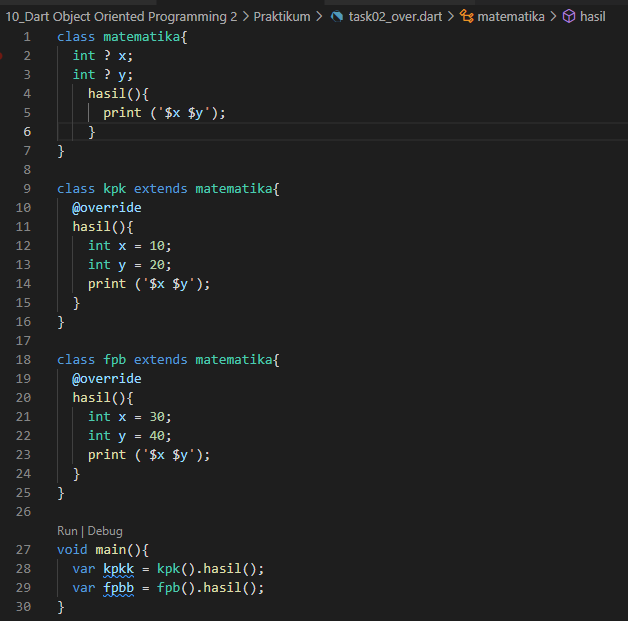 10_Dart Object Oriented Programming 2 > Praktikum > task02_over.dart > matematika > hasil
1 class matematika{
2 int ? x;
3 int ? y;
4 hasil(){
5 print ('$x $y');
6 }
7 }
8
9 class kpk extends matematika{
10 @override
11 hasil(){
12 int x = 10;
13 int y = 20;
14 print ('$x $y');
15 }
16 }
17
18 class fpb extends matematika{
19 @override
20 hasil(){
21 int x = 30;
22 int y = 40;
23 print ('$x $y');
24 }
25 }
26
Run | Debug
27 void main(){
28 var kpkk = kpk().hasil();
29 var fpbb = fpb().hasil();
30 }